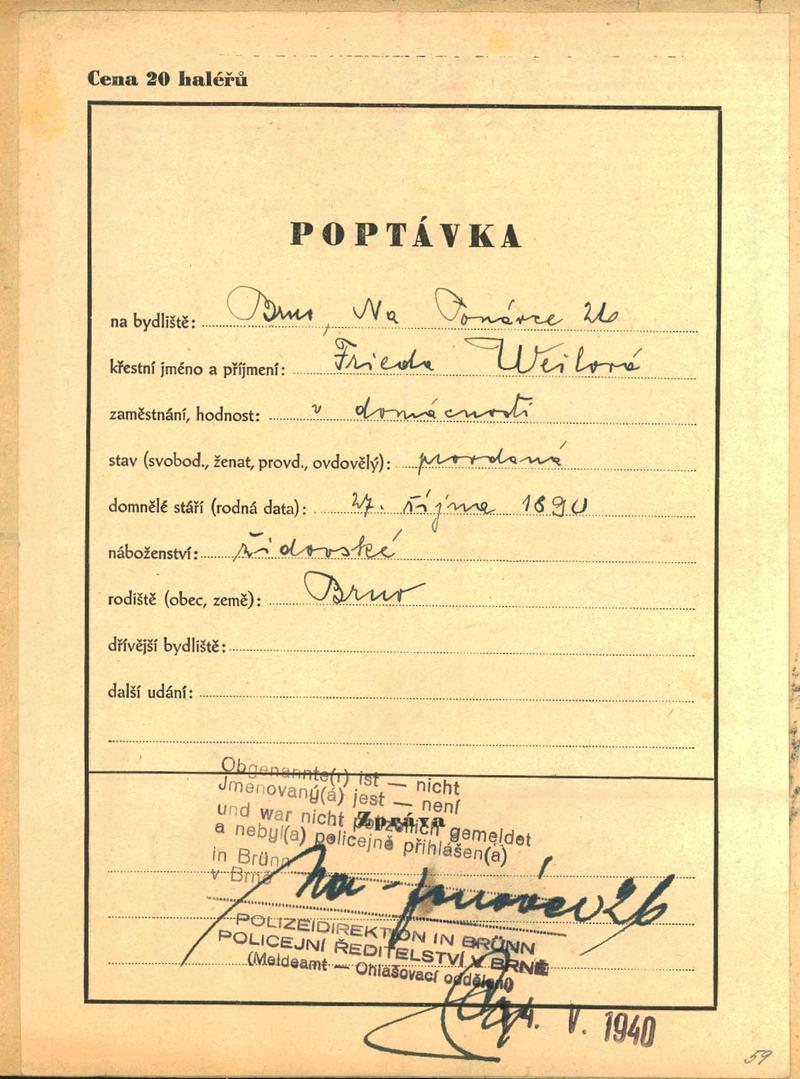 Cena 20 haléřů
POPTÁVKA
na bydliště: Brno, Na Ponávce 26
křestní jméno a příjmení: Frieda Weilová
zaměstnání, hodnost: v domácnosti
stav (svobod., ženat, provd., ovdovělý): provdaná
domnělé stáří (rodná data): 27. října 1890
náboženství: židovské
rodiště (obec, země): Brno
dřívější bydliště:
další udání:
Obgenannte(r) ist — nicht
Jmenovaný(á) jest — není
Zpráva
und war nicht polizeilich gemeldet
a nebyl(a) policejně přihlášen(a)
in Brünn
v Brně
Na Ponávce 26
POLIZEIDIREKTION IN BRÜNN
POLICEJNÍ ŘEDITELSTVÍ V BRNĚ
(Meldeamt — Ohlašovací oddělení)
4. V. 1940
59